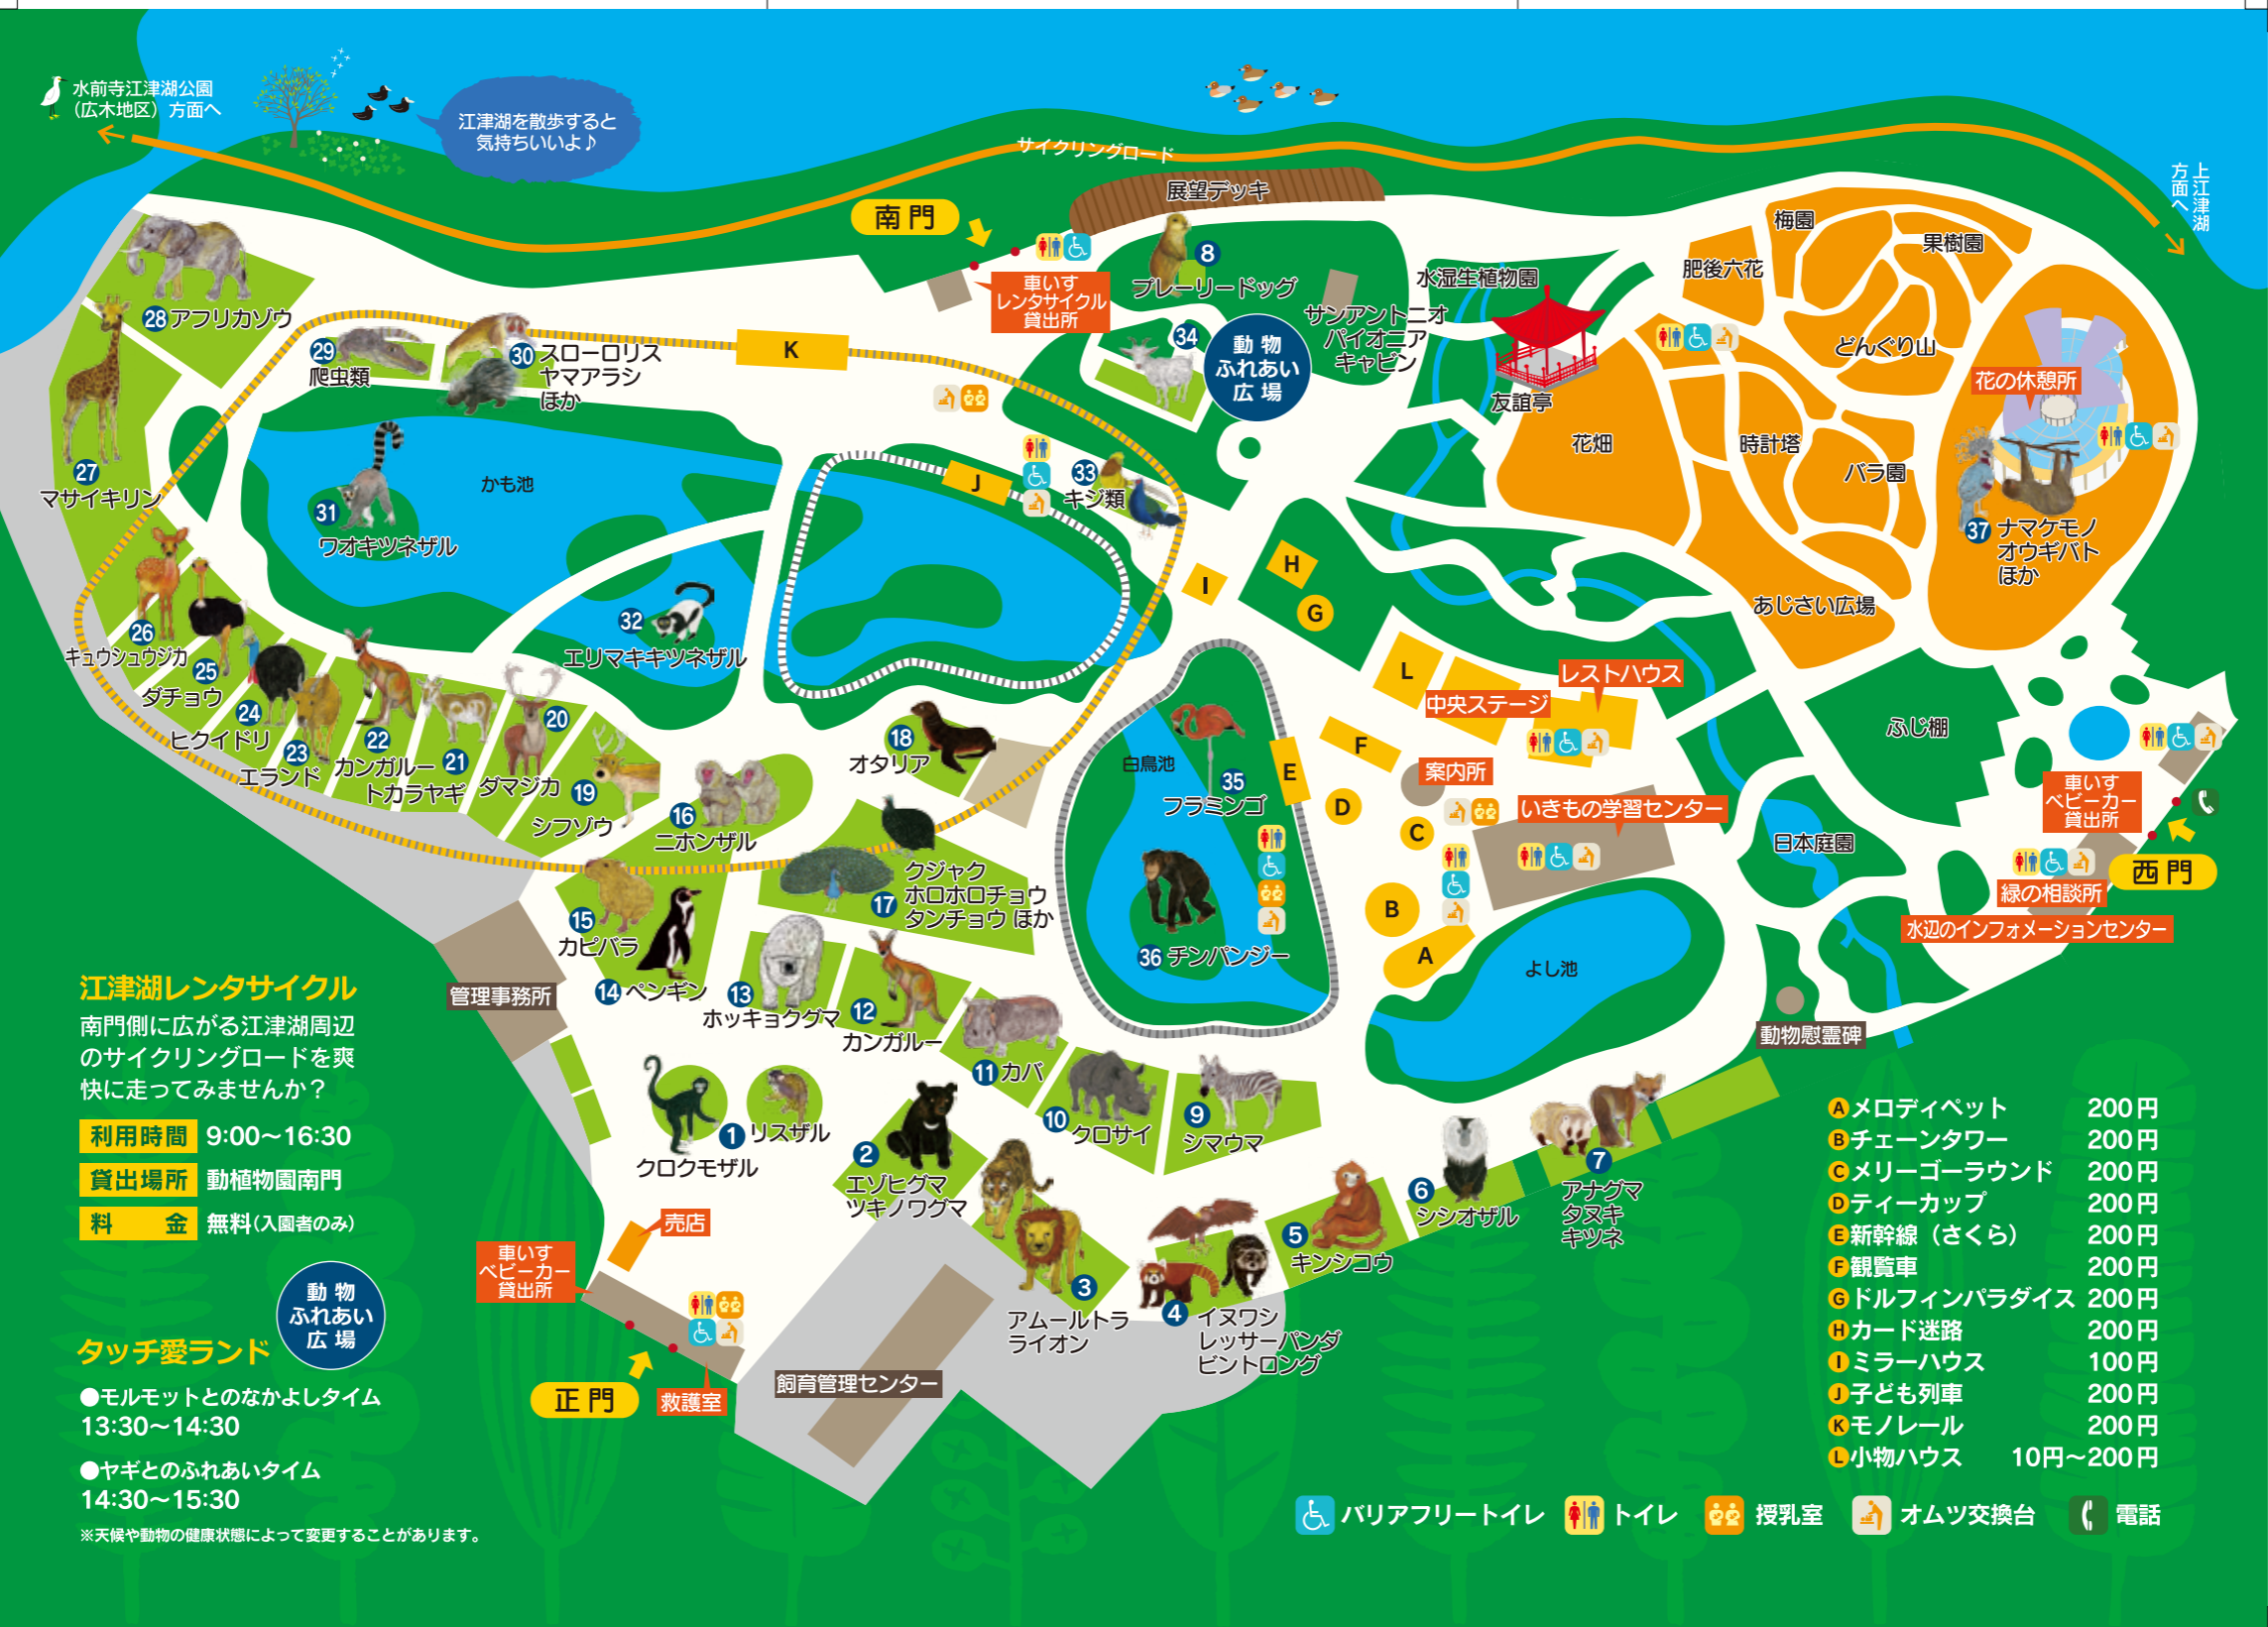 水前寺江津湖公園
（広木地区）方面へ
江津湖を散歩すると
気持ちいいよ♪
サイクリングロード
展望デッキ
上江津湖
方面へ
南門
車いす
レンタサイクル
貸出所
8
プレーリードッグ
34
動物
ふれあい
広場
サンアントニオ
パイオニア
キャビン
水湿生植物園
友誼亭
梅園
果樹園
肥後六花
どんぐり山
花の休憩所
花畑
時計塔
バラ園
37 ナマケモノ
オウギバト
ほか
あじさい広場
28 アフリカゾウ
29
爬虫類
30 スローロリス
ヤマアラシ
ほか
K
27
マサイキリン
かも池
31
ワオキツネザル
32
エリマキキツネザル
J
33
キジ類
I
H
G
L
中央ステージ
レストハウス
F
E
D
C
B
A
案内所
いきもの学習センター
26
キュウシュウジカ
25
ダチョウ
24
ヒクイドリ
23
エランド
22
カンガルー
21
トカラヤギ
20
ダマジカ
19
シフゾウ
18
オタリア
16
ニホンザル
17
クジャク
ホロホロチョウ
タンチョウ ほか
白鳥池
35
フラミンゴ
36 チンパンジー
よし池
ふじ棚
日本庭園
車いす
ベビーカー
貸出所
西門
緑の相談所
水辺のインフォメーションセンター
動物慰霊碑
15
カピバラ
14 ペンギン
13
ホッキョクグマ
12
カンガルー
11 カバ
10
クロサイ
9
シマウマ
管理事務所
1 リスザル
クロクモザル
2
エゾヒグマ
ツキノワグマ
3
アムールトラ
ライオン
4 イヌワシ
レッサーパンダ
ビントロング
5
キンシコウ
6
シシオザル
7
アナグマ
タヌキ
キツネ
売店
車いす
ベビーカー
貸出所
正門
救護室
飼育管理センター
江津湖レンタサイクル
南門側に広がる江津湖周辺
のサイクリングロードを爽
快に走ってみませんか？
利用時間 9:00～16:30
貸出場所 動植物園南門
料金 無料（入園者のみ）
動物
ふれあい
広場
タッチ愛ランド
●モルモットとのなかよしタイム
13:30～14:30
●ヤギとのふれあいタイム
14:30～15:30
※天候や動物の健康状態によって変更することがあります。
A メロディペット 200円
B チェーンタワー 200円
C メリーゴーラウンド 200円
D ティーカップ 200円
E 新幹線（さくら） 200円
F 観覧車 200円
G ドルフィンパラダイス 200円
H カード迷路 200円
I ミラーハウス 100円
J 子ども列車 200円
K モノレール 200円
L 小物ハウス 10円～200円
バリアフリートイレ トイレ 授乳室 オムツ交換台 電話